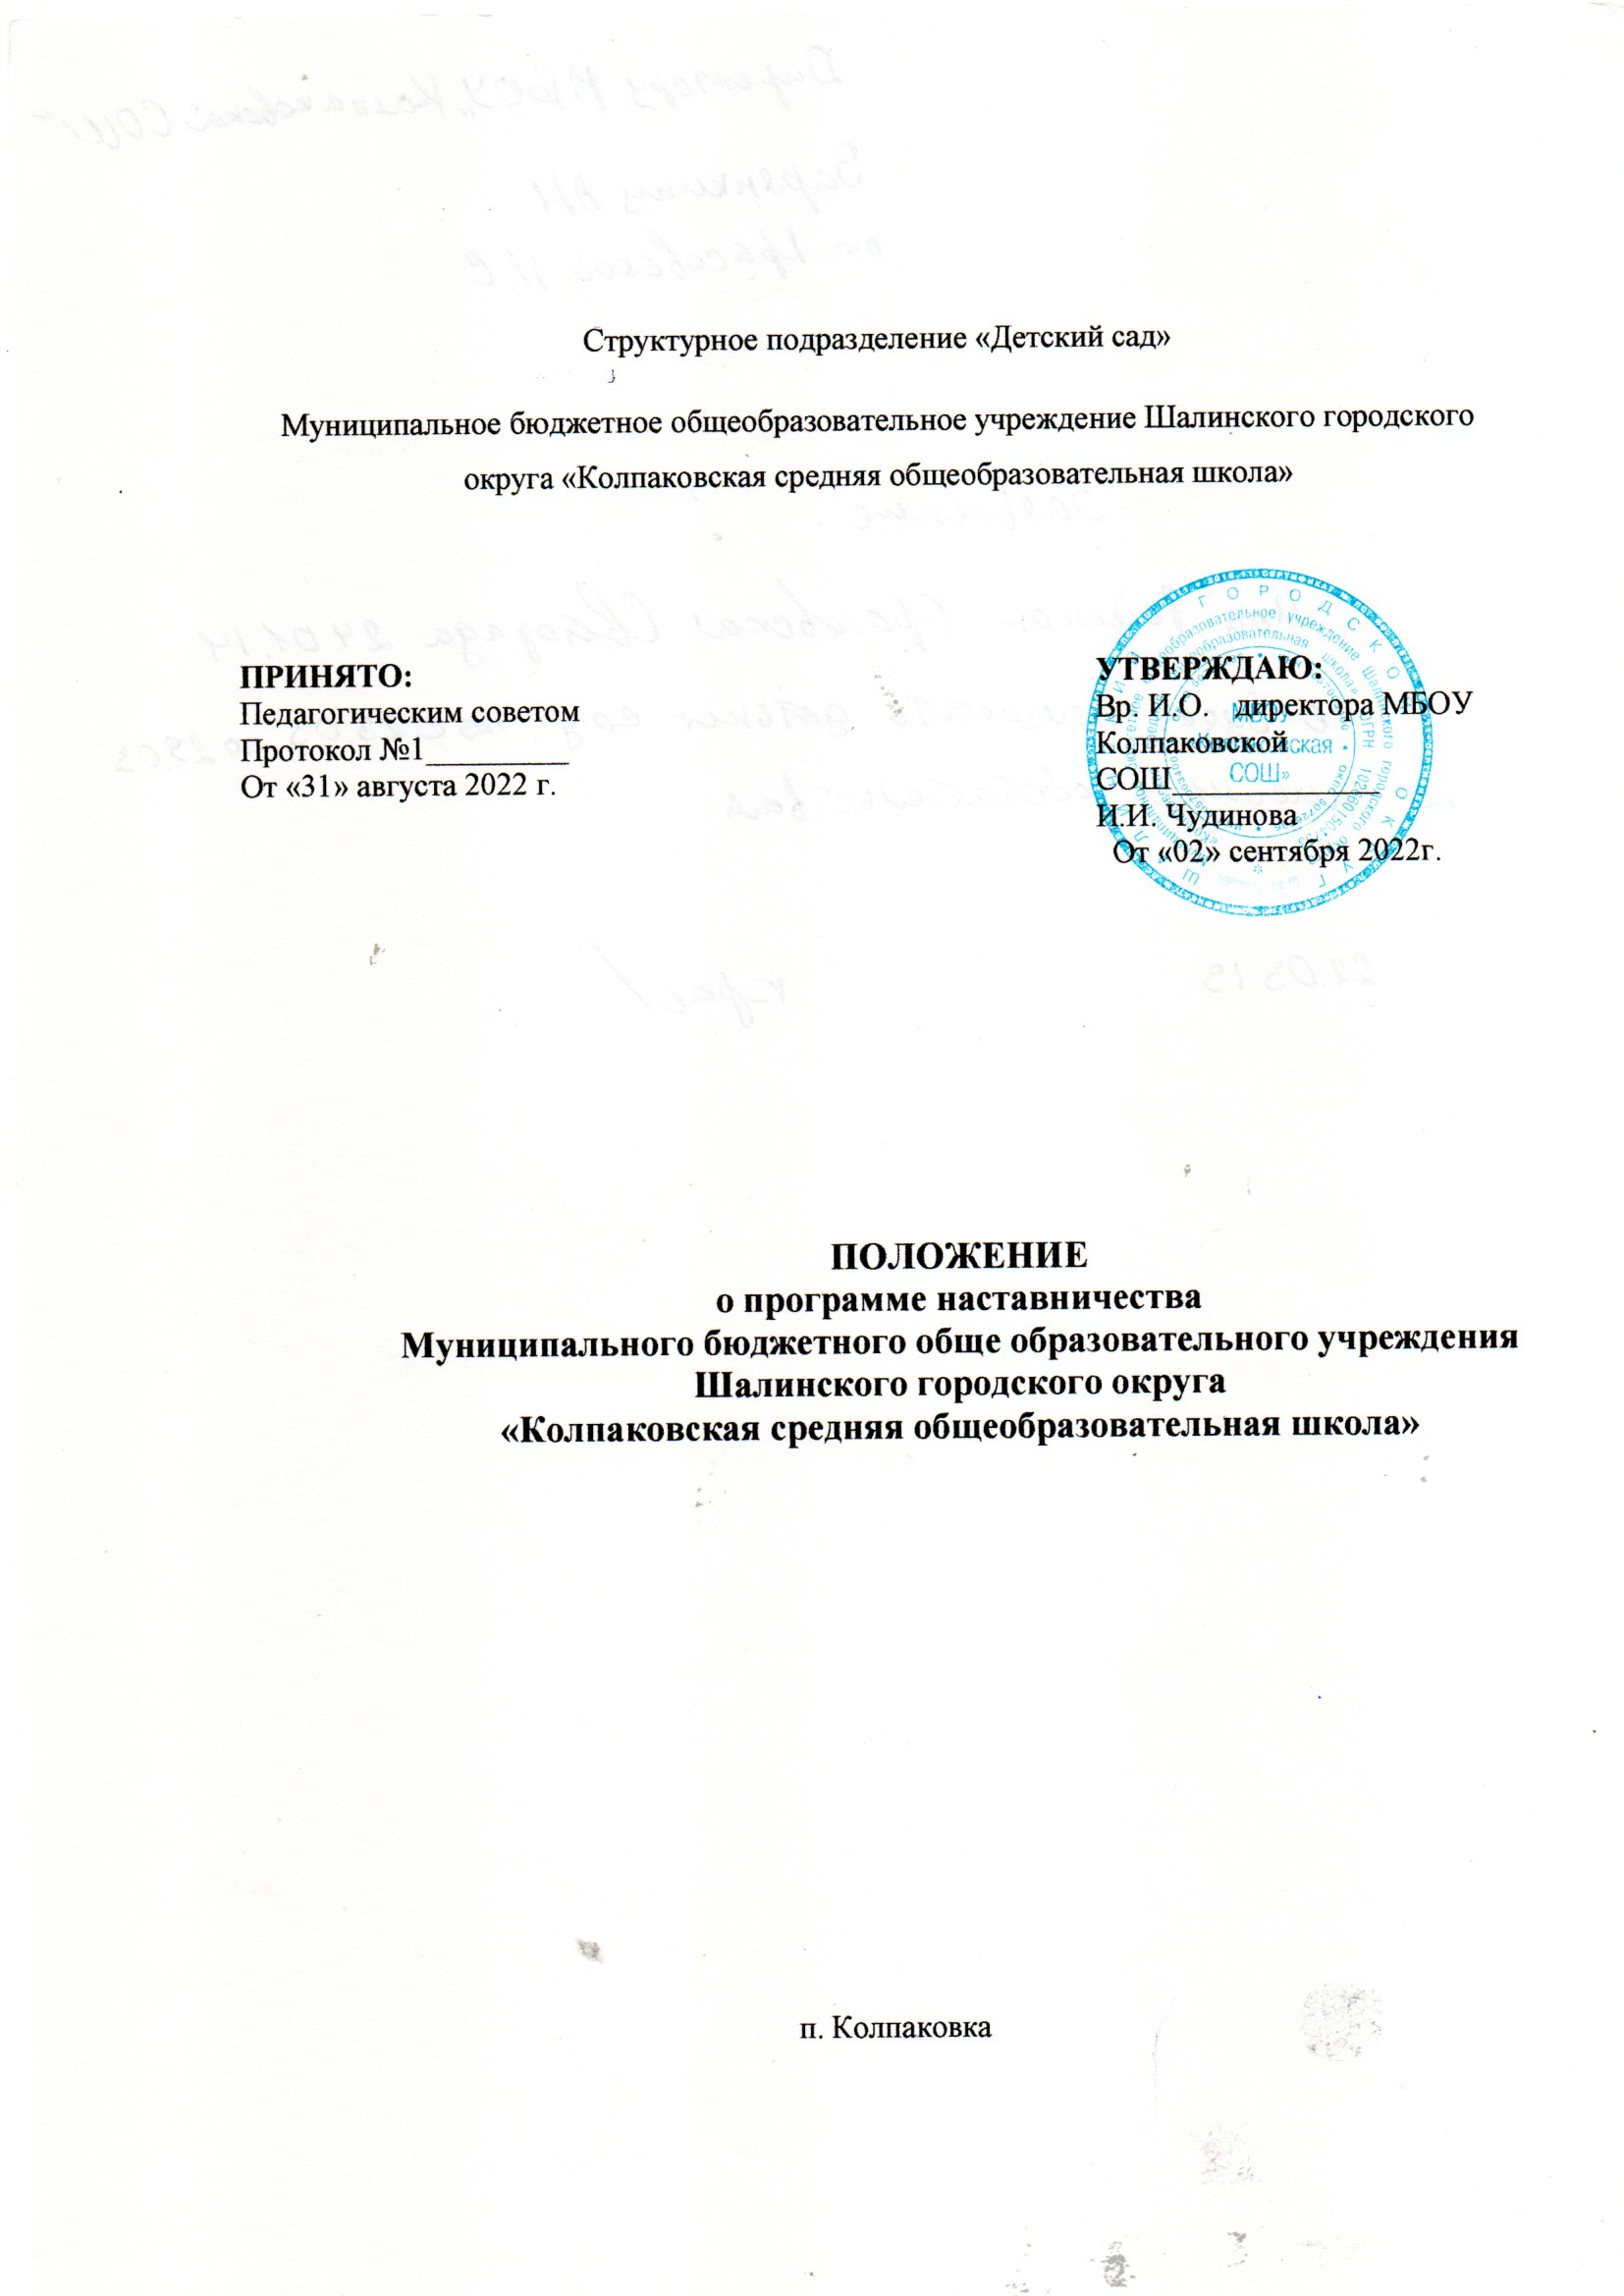 Структурное подразделение «Детский сад»
Муниципальное бюджетное общеобразовательное учреждение Шалинского городского
округа «Колпаковская средняя общеобразовательная школа»
ПРИНЯТО:
Педагогическим советом
Протокол №1_________
От «31» августа 2022 г.
УТВЕРЖДАЮ:
Вр. И.О. директора МБОУ
Колпаковской
СОШ_____________
И.И. Чудинова
От «02» сентября 2022г.
МБОУ
СОШ»
ПОЛОЖЕНИЕ
о программе наставничества
Муниципального бюджетного обще образовательного учреждения
Шалинского городского округа
«Колпаковская средняя общеобразовательная школа»
п. Колпаковка